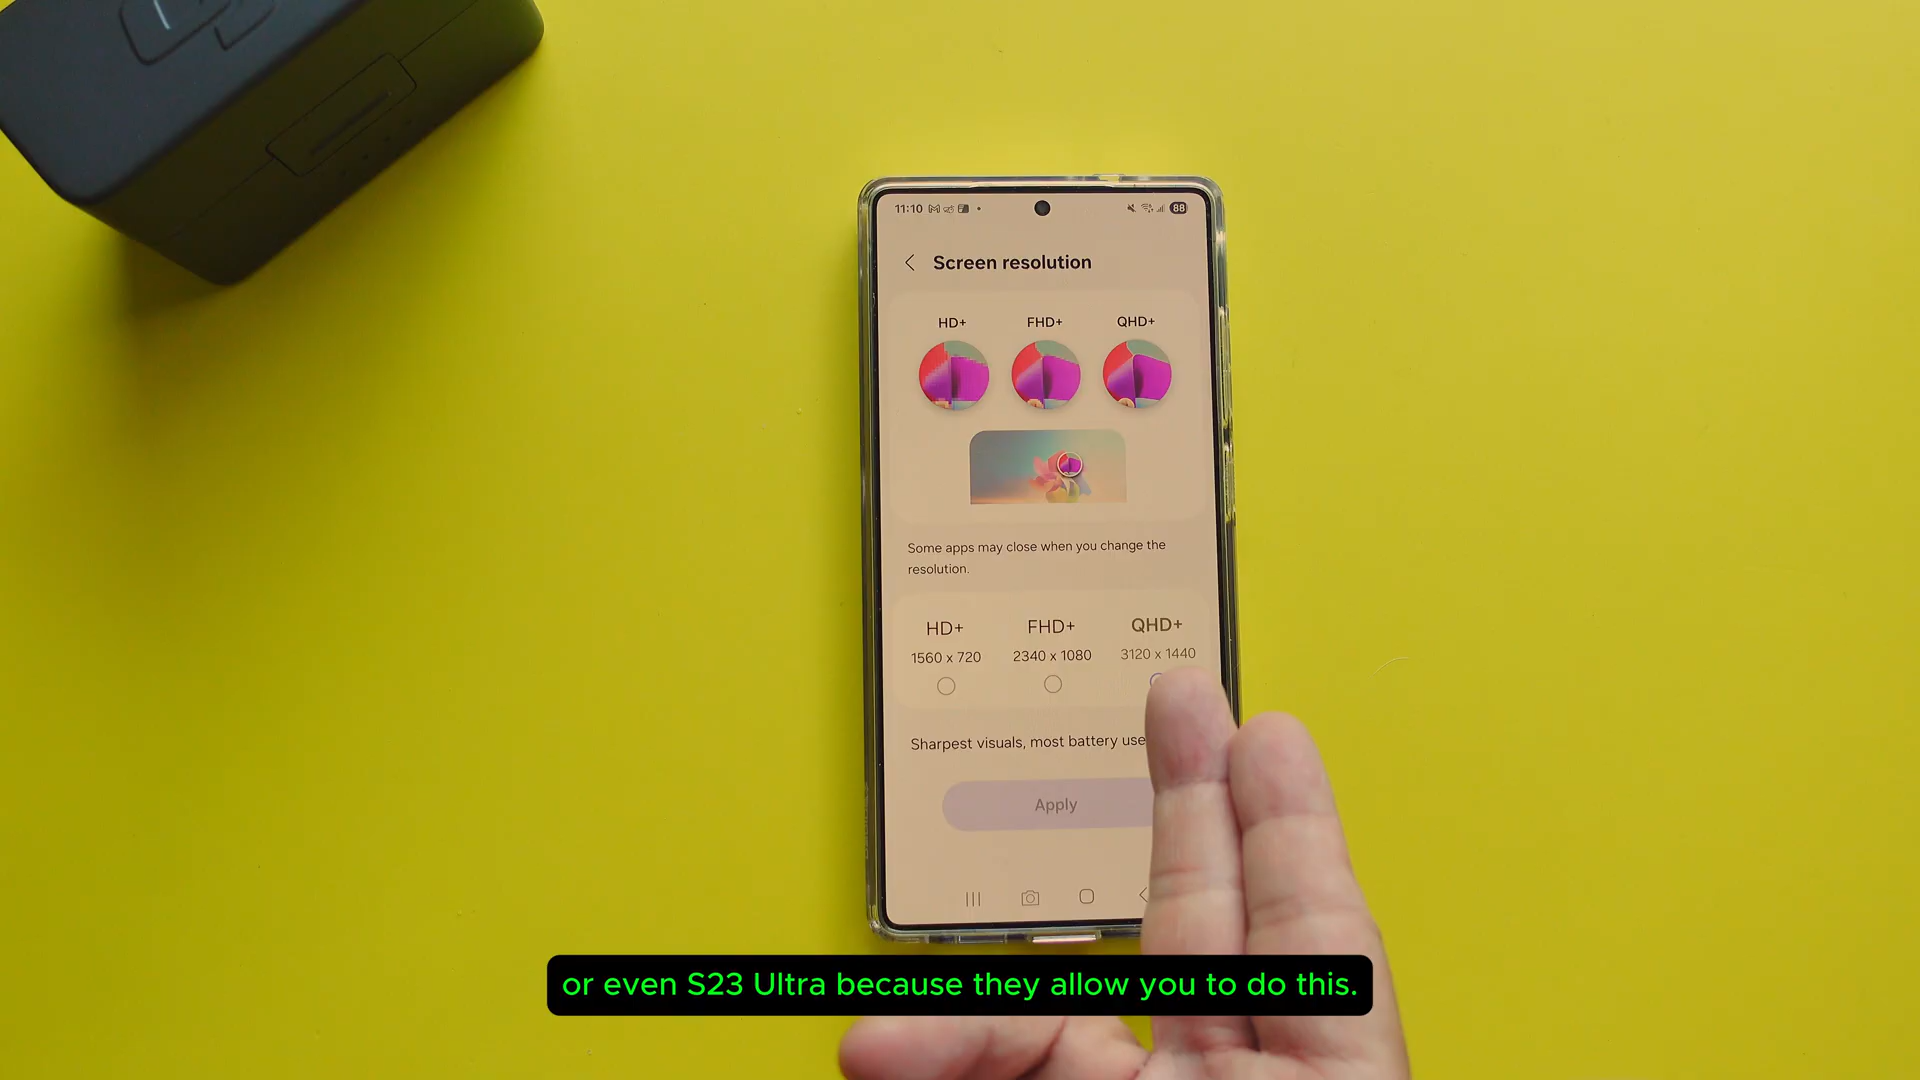 11:10
88
Screen resolution
HD+ FHD+ QHD+
Some apps may close when you change the
resolution.
HD+ FHD+ QHD+
1560 x 720 2340 x 1080 3120 x 1440
Sharpest visuals, most battery use
Apply
or even S23 Ultra because they allow you to do this.